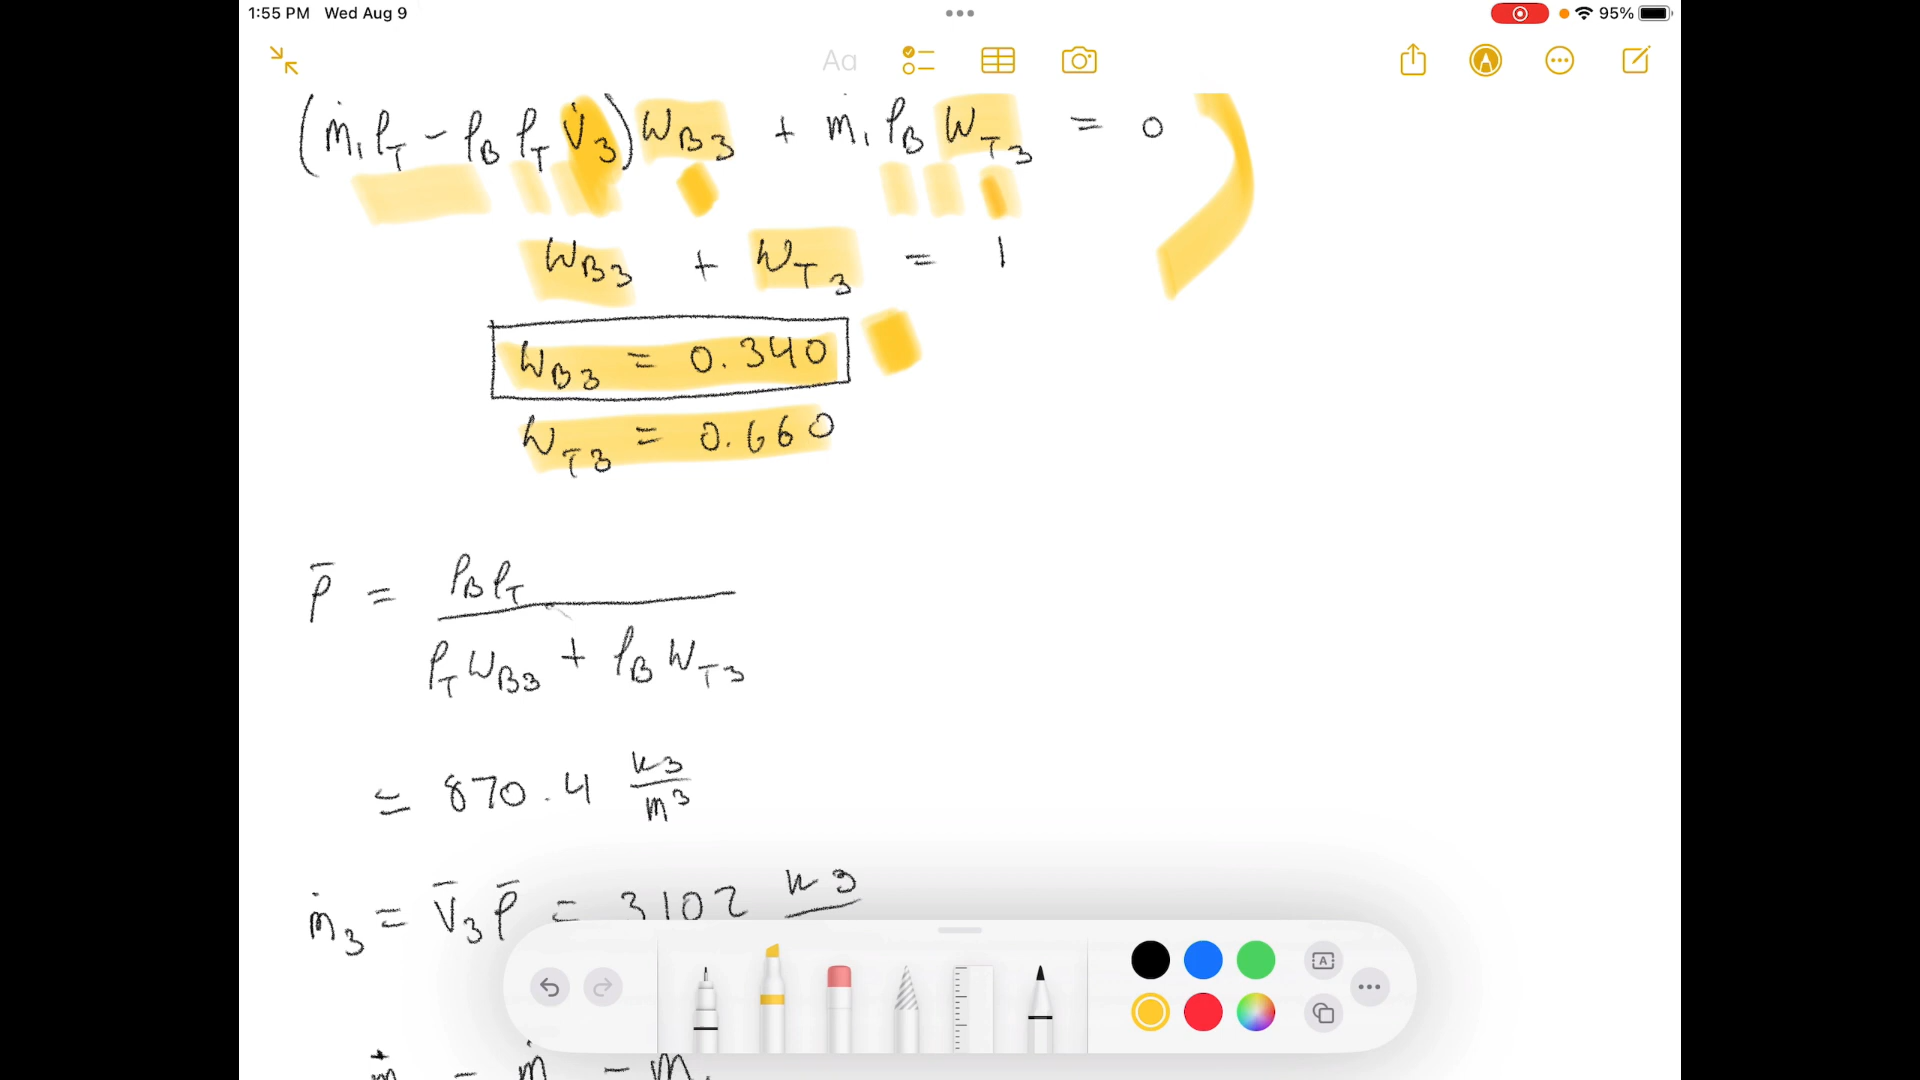 1:55 PM Wed Aug 9 95%
Aa
(ṁ₁ρ_T − ρ_B ρ_T V̇₃) W_B3 + ṁ₁ ρ_B W_T3 = 0
W_B3 + W_T3 = 1
W_B3 = 0.340
W_T3 = 0.660
ρ̄ = ρ_B ρ_T / (ρ_T W_B3 + ρ_B W_T3)
= 870.4 kg/m³
ṁ₃ = V̄₃ ρ̄ = 3102 kg
A